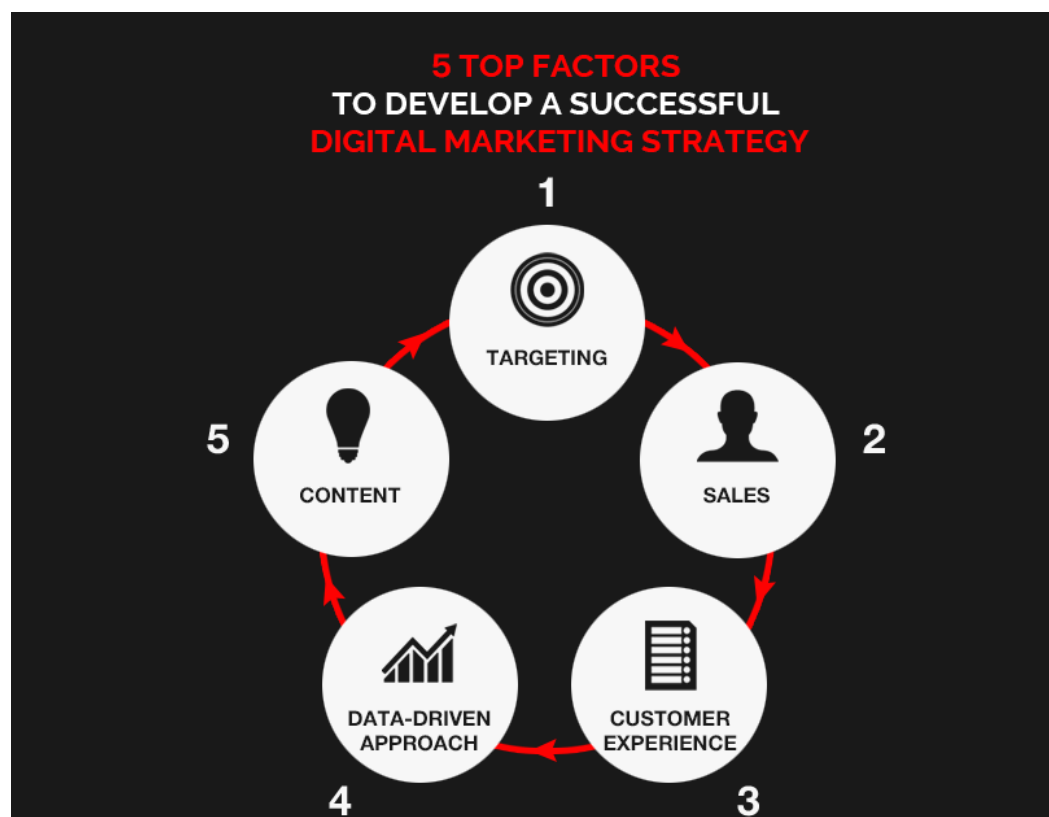 5 TOP FACTORS
TO DEVELOP A SUCCESSFUL
DIGITAL MARKETING STRATEGY
1
TARGETING
2
SALES
3
CUSTOMER
EXPERIENCE
4
DATA-DRIVEN
APPROACH
5
CONTENT